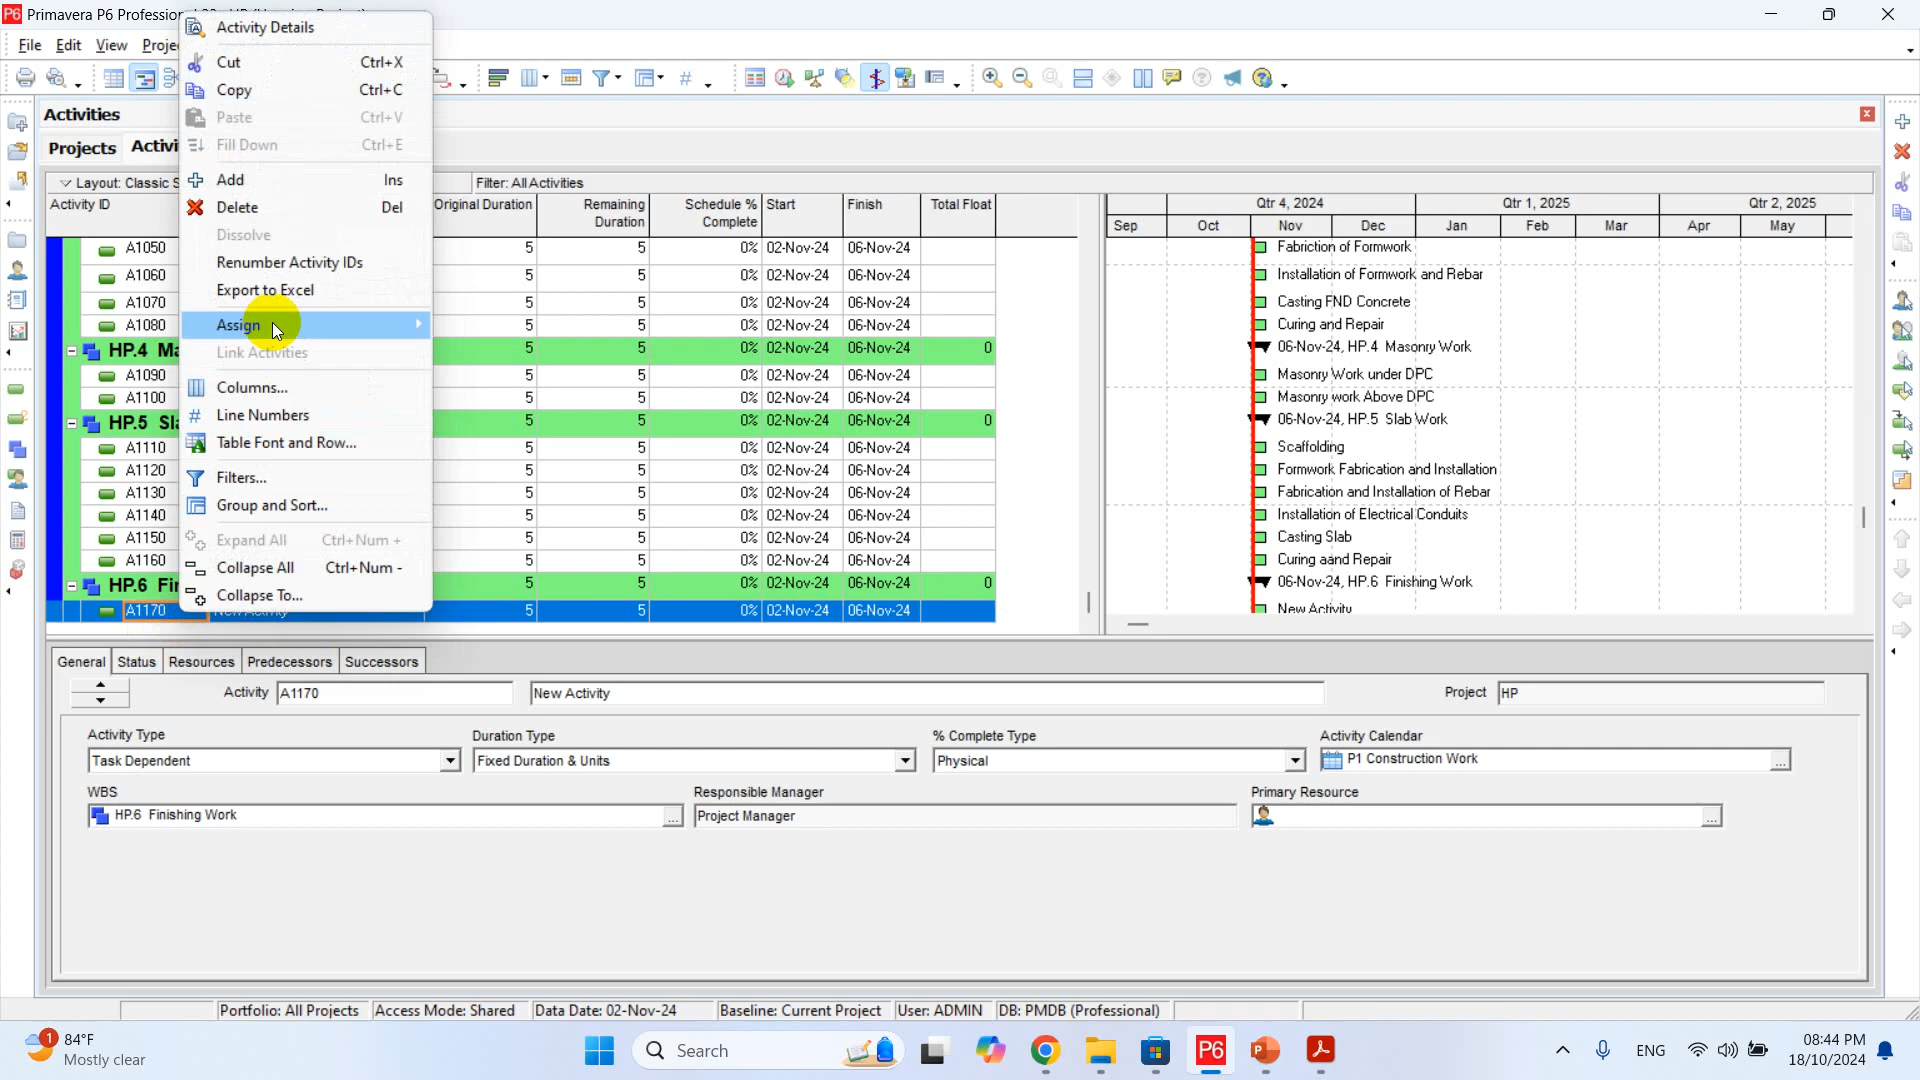 Primavera P6 Profession
File Edit View Proje
Activity Details
Cut Ctrl+X
Copy Ctrl+C
Paste Ctrl+V
Fill Down Ctrl+E
Add Ins
Delete Del
Dissolve
Renumber Activity IDs
Export to Excel
Assign
Link Activities
Columns...
Line Numbers
Table Font and Row...
Filters...
Group and Sort...
Expand All Ctrl+Num +
Collapse All Ctrl+Num -
Collapse To...
Activities
Projects Activi
Layout: Classic S Filter: All Activities
Activity ID Original Duration Remaining Duration Schedule % Complete Start Finish Total Float
A1050 5 5 0% 02-Nov-24 06-Nov-24
A1060 5 5 0% 02-Nov-24 06-Nov-24
A1070 5 5 0% 02-Nov-24 06-Nov-24
A1080 5 5 0% 02-Nov-24 06-Nov-24
HP.4 Ma 5 5 0% 02-Nov-24 06-Nov-24 0
A1090 5 5 0% 02-Nov-24 06-Nov-24
A1100 5 5 0% 02-Nov-24 06-Nov-24
HP.5 Sla 5 5 0% 02-Nov-24 06-Nov-24 0
A1110 5 5 0% 02-Nov-24 06-Nov-24
A1120 5 5 0% 02-Nov-24 06-Nov-24
A1130 5 5 0% 02-Nov-24 06-Nov-24
A1140 5 5 0% 02-Nov-24 06-Nov-24
A1150 5 5 0% 02-Nov-24 06-Nov-24
A1160 5 5 0% 02-Nov-24 06-Nov-24
HP.6 Fin 5 5 0% 02-Nov-24 06-Nov-24 0
A1170 New Activity 5 5 0% 02-Nov-24 06-Nov-24
Qtr 4, 2024 Qtr 1, 2025 Qtr 2, 2025
Sep Oct Nov Dec Jan Feb Mar Apr May
Fabriction of Formwork
Installation of Formwork and Rebar
Casting FND Concrete
Curing and Repair
06-Nov-24, HP.4 Masonry Work
Masonry Work under DPC
Masonry work Above DPC
06-Nov-24, HP.5 Slab Work
Scaffolding
Formwork Fabrication and Installation
Fabrication and Installation of Rebar
Installation of Electrical Conduits
Casting Slab
Curing aand Repair
06-Nov-24, HP.6 Finishing Work
New Activity
General Status Resources Predecessors Successors
Activity A1170 New Activity Project HP
Activity Type Duration Type % Complete Type Activity Calendar
Task Dependent Fixed Duration & Units Physical P1 Construction Work
WBS Responsible Manager Primary Resource
HP.6 Finishing Work Project Manager
Portfolio: All Projects Access Mode: Shared Data Date: 02-Nov-24 Baseline: Current Project User: ADMIN DB: PMDB (Professional)
1 84°F
Mostly clear
Search
P6
ENG
08:44 PM
18/10/2024